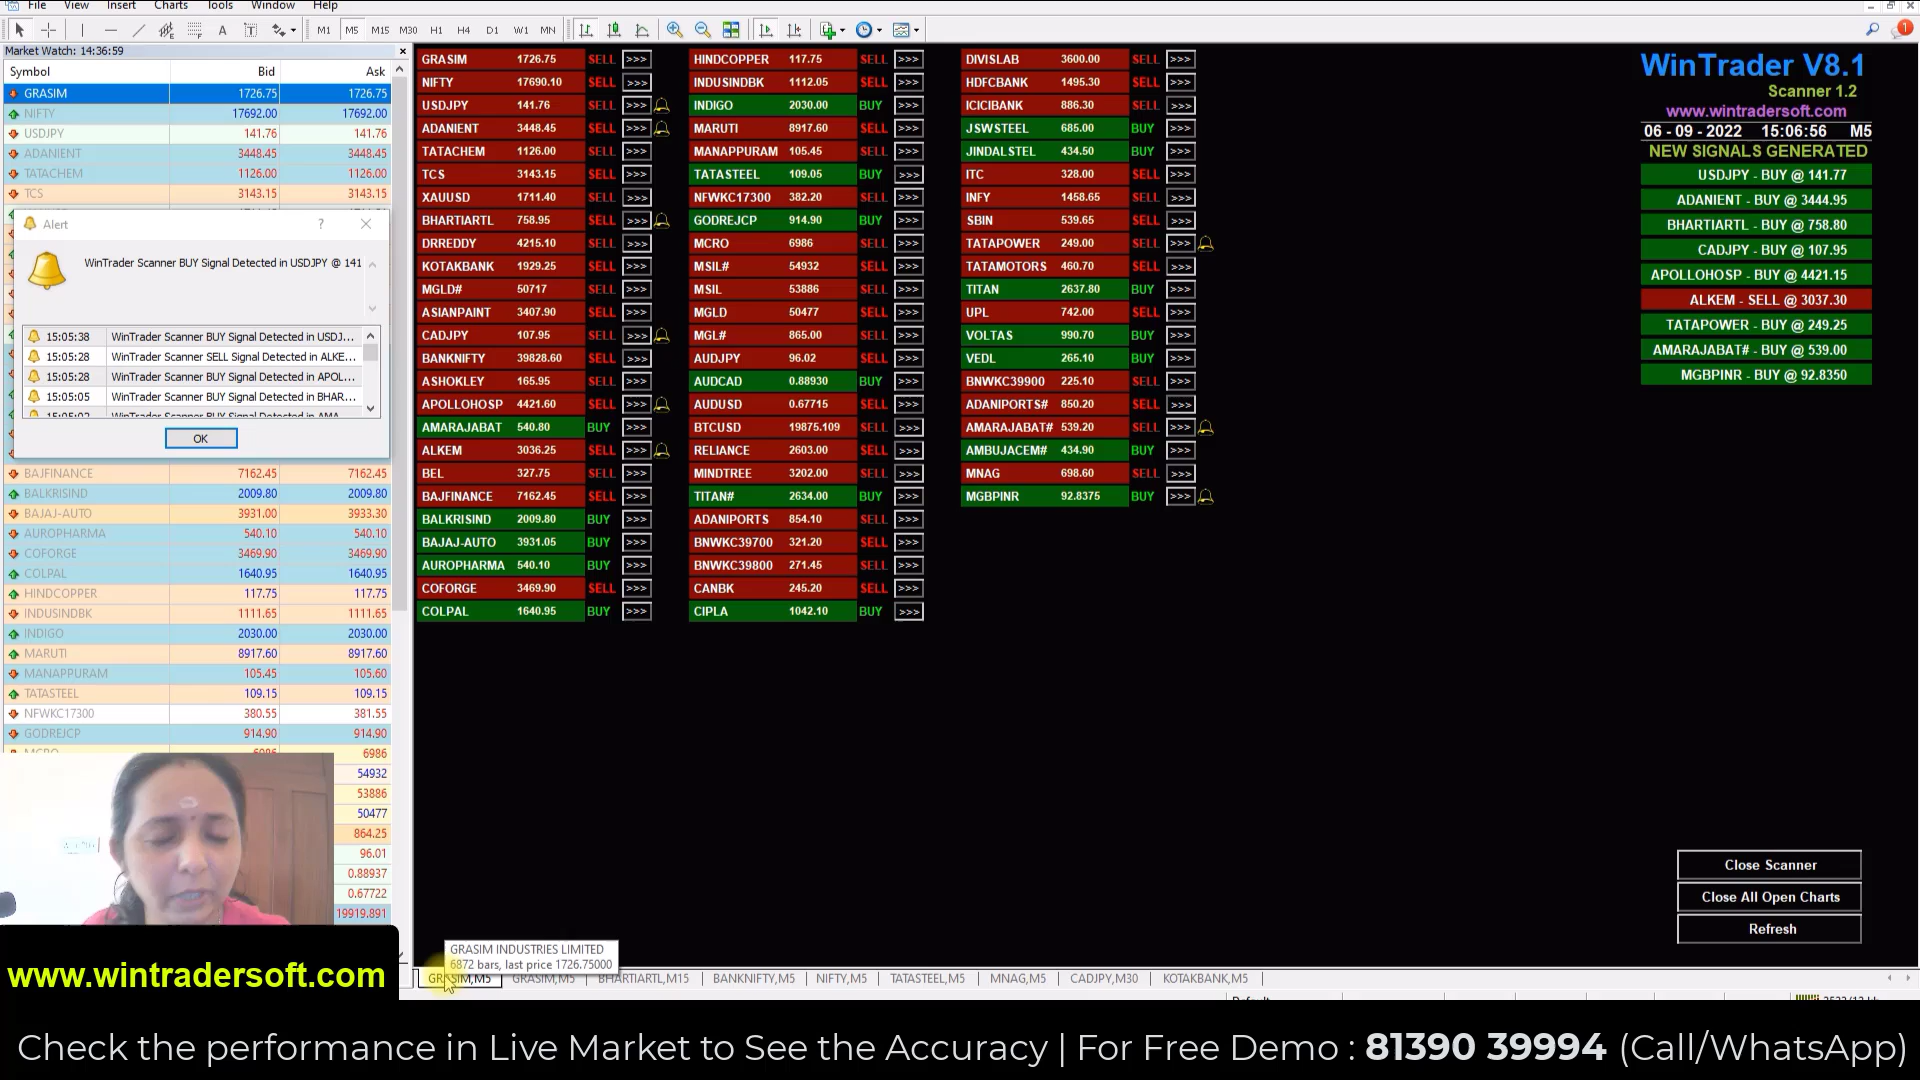 File View Insert Charts Tools Window Help
A T M1 M5 M15 M30 H1 H4 D1 W1 MN 1
Market Watch: 14:36:59
Symbol Bid Ask
GRASIM 1726.75 1726.75
NIFTY 17692.00 17692.00
USDJPY 141.76 141.76
ADANIENT 3448.45 3448.45
TATACHEM 1126.00 1126.00
TCS 3143.15 3143.15
Alert ?
WinTrader Scanner BUY Signal Detected in USDJPY @ 141
15:05:38 WinTrader Scanner BUY Signal Detected in USDJ...
15:05:28 WinTrader Scanner SELL Signal Detected in ALKE...
15:05:28 WinTrader Scanner BUY Signal Detected in APOL...
15:05:05 WinTrader Scanner BUY Signal Detected in BHAR...
15:05:02 WinTrader Scanner BUY Signal Detected in AMA...
OK
BAJFINANCE 7162.45 7162.45
BALKRISIND 2009.80 2009.80
BAJAJ-AUTO 3931.00 3933.30
AUROPHARMA 540.10 540.10
COFORGE 3469.90 3469.90
COLPAL 1640.95 1640.95
HINDCOPPER 117.75 117.75
INDUSINDBK 1111.65 1111.65
INDIGO 2030.00 2030.00
MARUTI 8917.60 8917.60
MANAPPURAM 105.45 105.60
TATASTEEL 109.15 109.15
NFWKC17300 380.55 381.55
GODREJCP 914.90 914.90
MCRO 6986 6986
54932
53886
50477
864.25
96.01
0.88937
0.67722
19919.891
GRASIM 1726.75 SELL >>>
NIFTY 17690.10 SELL >>>
USDJPY 141.76 SELL >>>
ADANIENT 3448.45 SELL >>>
TATACHEM 1126.00 SELL >>>
TCS 3143.15 SELL >>>
XAUUSD 1711.40 SELL >>>
BHARTIARTL 758.95 SELL >>>
DRREDDY 4215.10 SELL >>>
KOTAKBANK 1929.25 SELL >>>
MGLD# 50717 SELL >>>
ASIANPAINT 3407.90 SELL >>>
CADJPY 107.95 SELL >>>
BANKNIFTY 39828.60 SELL >>>
ASHOKLEY 165.95 SELL >>>
APOLLOHOSP 4421.60 SELL >>>
AMARAJABAT 540.80 BUY >>>
ALKEM 3036.25 SELL >>>
BEL 327.75 SELL >>>
BAJFINANCE 7162.45 SELL >>>
BALKRISIND 2009.80 BUY >>>
BAJAJ-AUTO 3931.05 BUY >>>
AUROPHARMA 540.10 BUY >>>
COFORGE 3469.90 SELL >>>
COLPAL 1640.95 BUY >>>
HINDCOPPER 117.75 SELL >>>
INDUSINDBK 1112.05 SELL >>>
INDIGO 2030.00 BUY >>>
MARUTI 8917.60 SELL >>>
MANAPPURAM 105.45 SELL >>>
TATASTEEL 109.05 BUY >>>
NFWKC17300 382.20 SELL >>>
GODREJCP 914.90 BUY >>>
MCRO 6986 SELL >>>
MSIL# 54932 SELL >>>
MSIL 53886 SELL >>>
MGLD 50477 SELL >>>
MGL# 865.00 SELL >>>
AUDJPY 96.02 SELL >>>
AUDCAD 0.88930 BUY >>>
AUDUSD 0.67715 SELL >>>
BTCUSD 19875.109 SELL >>>
RELIANCE 2603.00 SELL >>>
MINDTREE 3202.00 SELL >>>
TITAN# 2634.00 BUY >>>
ADANIPORTS 854.10 SELL >>>
BNWKC39700 321.20 SELL >>>
BNWKC39800 271.45 SELL >>>
CANBK 245.20 SELL >>>
CIPLA 1042.10 BUY >>>
DIVISLAB 3600.00 SELL >>>
HDFCBANK 1495.30 SELL >>>
ICICIBANK 886.30 SELL >>>
JSWSTEEL 685.00 BUY >>>
JINDALSTEL 434.50 BUY >>>
ITC 328.00 SELL >>>
INFY 1458.65 SELL >>>
SBIN 539.65 SELL >>>
TATAPOWER 249.00 SELL >>>
TATAMOTORS 460.70 SELL >>>
TITAN 2637.80 BUY >>>
UPL 742.00 SELL >>>
VOLTAS 990.70 BUY >>>
VEDL 265.10 BUY >>>
BNWKC39900 225.10 SELL >>>
ADANIPORTS# 850.20 SELL >>>
AMARAJABAT# 539.20 SELL >>>
AMBUJACEM# 434.90 BUY >>>
MNAG 698.60 SELL >>>
MGBPINR 92.8375 BUY >>>
WinTrader V8.1
Scanner 1.2
www.wintradersoft.com
06 - 09 - 2022 15:06:56 M5
NEW SIGNALS GENERATED
USDJPY - BUY @ 141.77
ADANIENT - BUY @ 3444.95
BHARTIARTL - BUY @ 758.80
CADJPY - BUY @ 107.95
APOLLOHOSP - BUY @ 4421.15
ALKEM - SELL @ 3037.30
TATAPOWER - BUY @ 249.25
AMARAJABAT# - BUY @ 539.00
MGBPINR - BUY @ 92.8350
Close Scanner
Close All Open Charts
Refresh
GRASIM INDUSTRIES LIMITED
6872 bars, last price 1726.75000
GRASIM,M5 GRASIM,M5 BHARTIARTL,M15 BANKNIFTY,M5 NIFTY,M5 TATASTEEL,M5 MNAG,M5 CADJPY,M30 KOTAKBANK,M5
www.wintradersoft.com
Check the performance in Live Market to See the Accuracy | For Free Demo : 81390 39994 (Call/WhatsApp)